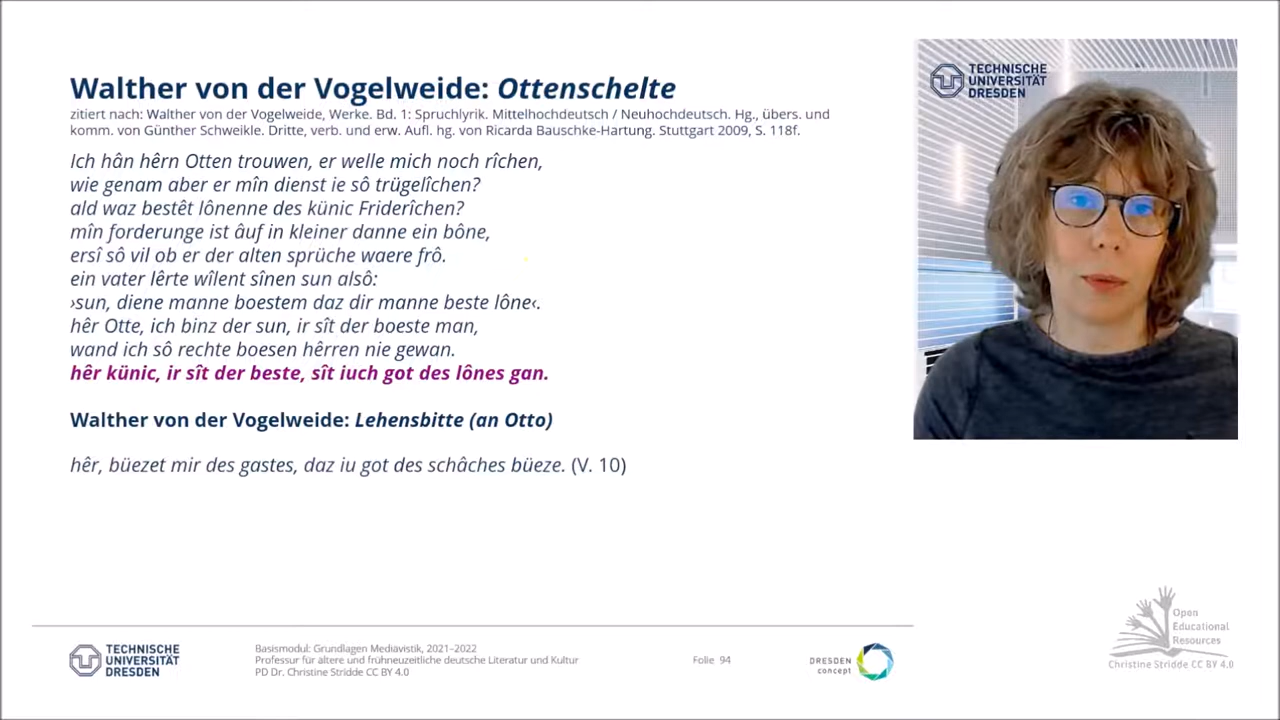 Walther von der Vogelweide: Ottenschelte
zitiert nach: Walther von der Vogelweide, Werke. Bd. 1: Spruchlyrik. Mittelhochdeutsch / Neuhochdeutsch. Hg., übers. und
komm. von Günther Schweikle. Dritte, verb. und erw. Aufl. hg. von Ricarda Bauschke-Hartung. Stuttgart 2009, S. 118f.
Ich hân hêrn Otten trouwen, er welle mich noch rîchen,
wie genam aber er mîn dienst ie sô trügelîchen?
ald waz bestêt lônenne des künic Friderîchen?
mîn forderunge ist âuf in kleiner danne ein bône,
ersî sô vil ob er der alten sprüche waere frô.
ein vater lêrte wîlent sînen sun alsô:
›sun, diene manne boestem daz dir manne beste lône‹.
hêr Otte, ich binz der sun, ir sît der boeste man,
wand ich sô rechte boesen hêrren nie gewan.
hêr künic, ir sît der beste, sît iuch got des lônes gan.
Walther von der Vogelweide: Lehensbitte (an Otto)
hêr, büezet mir des gastes, daz iu got des schâches büeze. (V. 10)
TECHNISCHE
UNIVERSITÄT
DRESDEN
TECHNISCHE
UNIVERSITÄT
DRESDEN
Basismodul: Grundlagen Mediävistik, 2021–2022
Professur für ältere und frühneuzeitliche deutsche Literatur und Kultur
PD Dr. Christine Stridde CC BY 4.0
Folie 94
DRESDEN
concept
Open
Educational
Resources
Christine Stridde CC BY 4.0